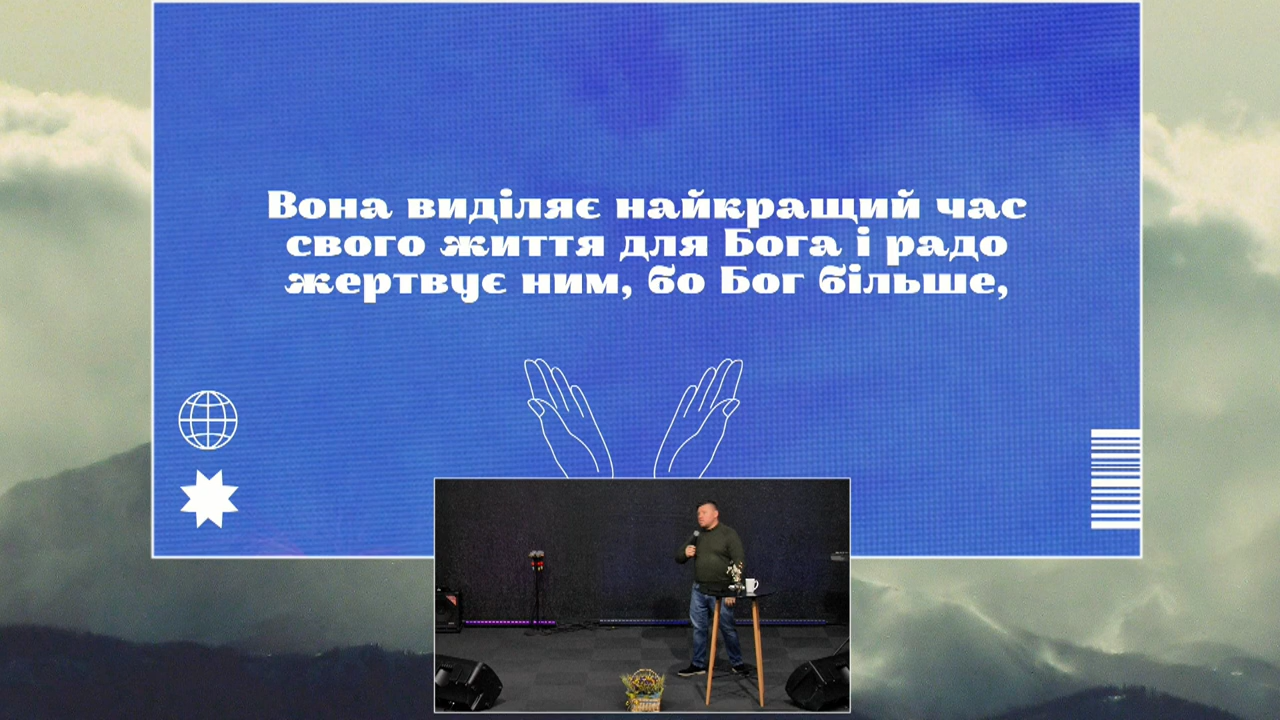 Вона виділяє найкращий час
свого життя для Бога і радо
жертвує ним, бо Бог більше,